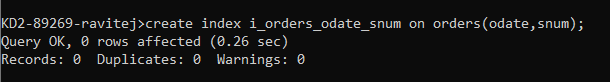 KD2-89269-ravitej>create index i_orders_odate_snum on orders(odate,snum);
Query OK, 0 rows affected (0.26 sec)
Records: 0  Duplicates: 0  Warnings: 0